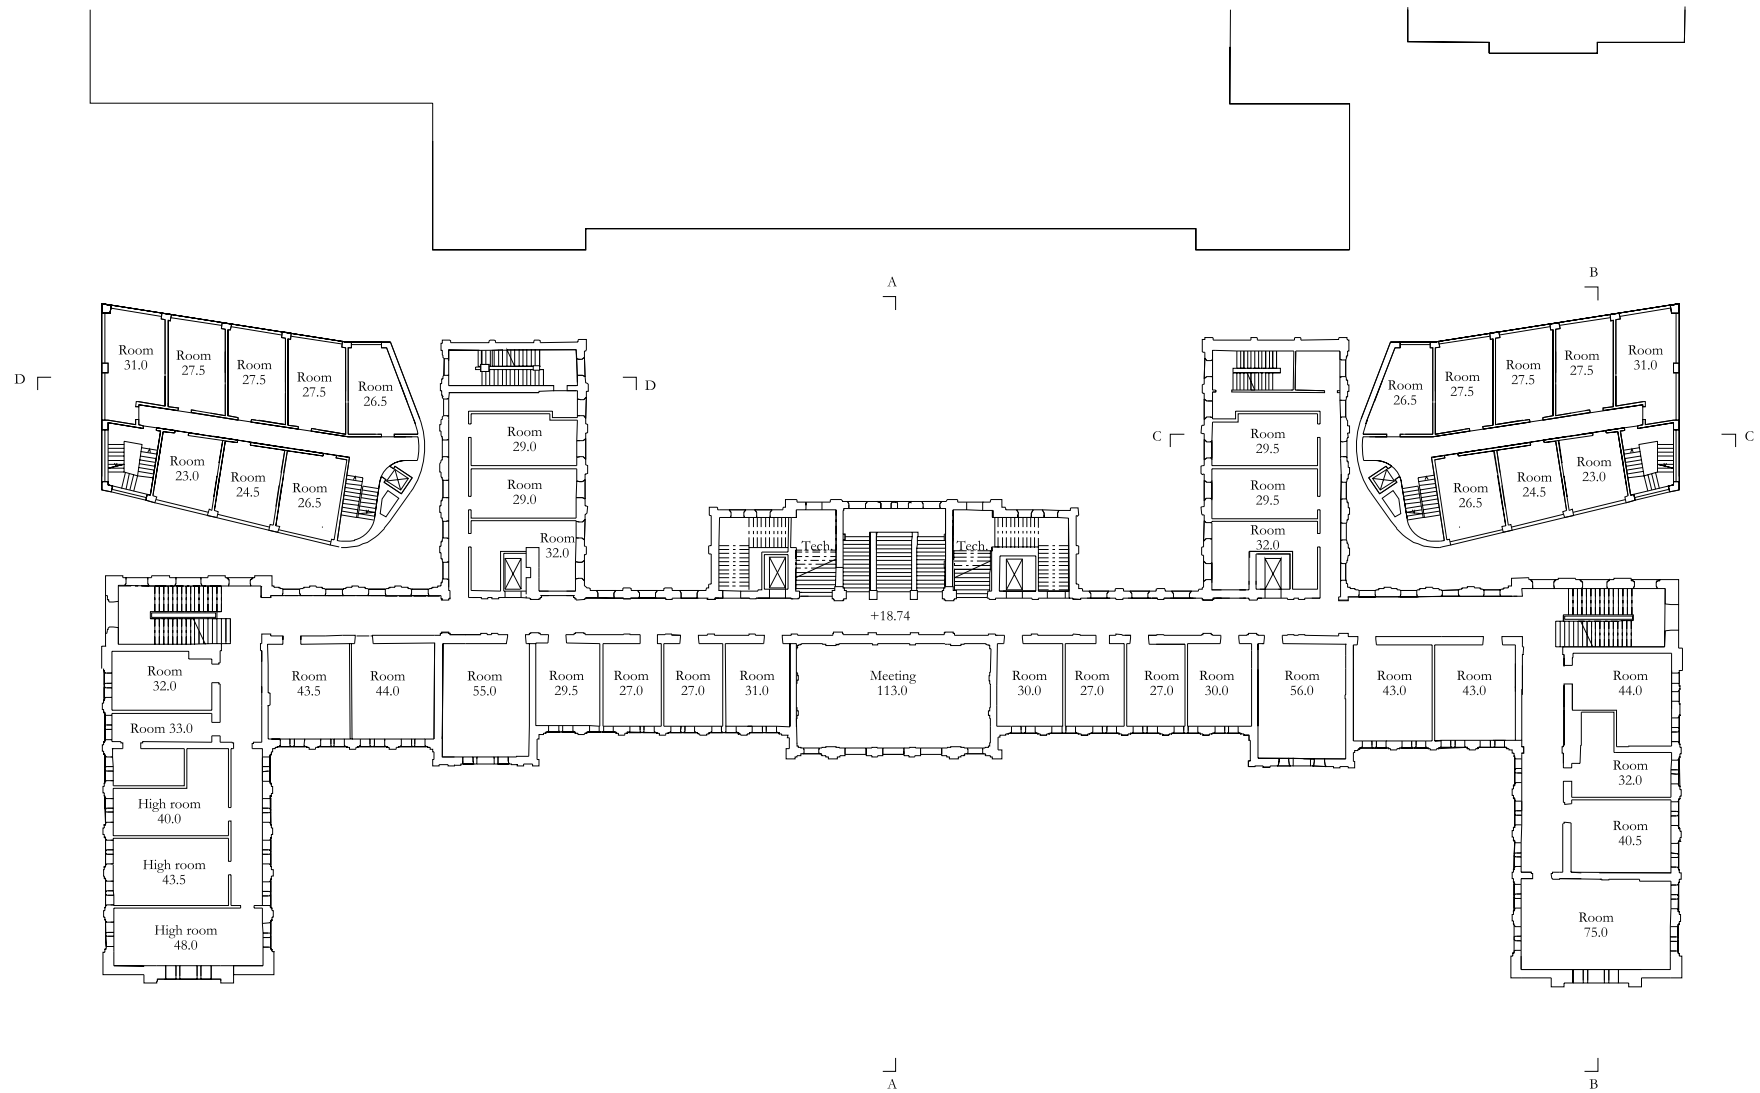 A
B
D
D
C
C
Room
31.0
Room
27.5
Room
27.5
Room
27.5
Room
26.5
Room
23.0
Room
24.5
Room
26.5
Room
29.0
Room
29.0
Room
32.0
Tech.
Tech.
+18.74
Room
29.5
Room
29.5
Room
32.0
Room
26.5
Room
27.5
Room
27.5
Room
27.5
Room
31.0
Room
26.5
Room
24.5
Room
23.0
Room
32.0
Room 33.0
High room
40.0
High room
43.5
High room
48.0
Room
43.5
Room
44.0
Room
55.0
Room
29.5
Room
27.0
Room
27.0
Room
31.0
Meeting
113.0
Room
30.0
Room
27.0
Room
27.0
Room
30.0
Room
56.0
Room
43.0
Room
43.0
Room
44.0
Room
32.0
Room
40.5
Room
75.0
A
B